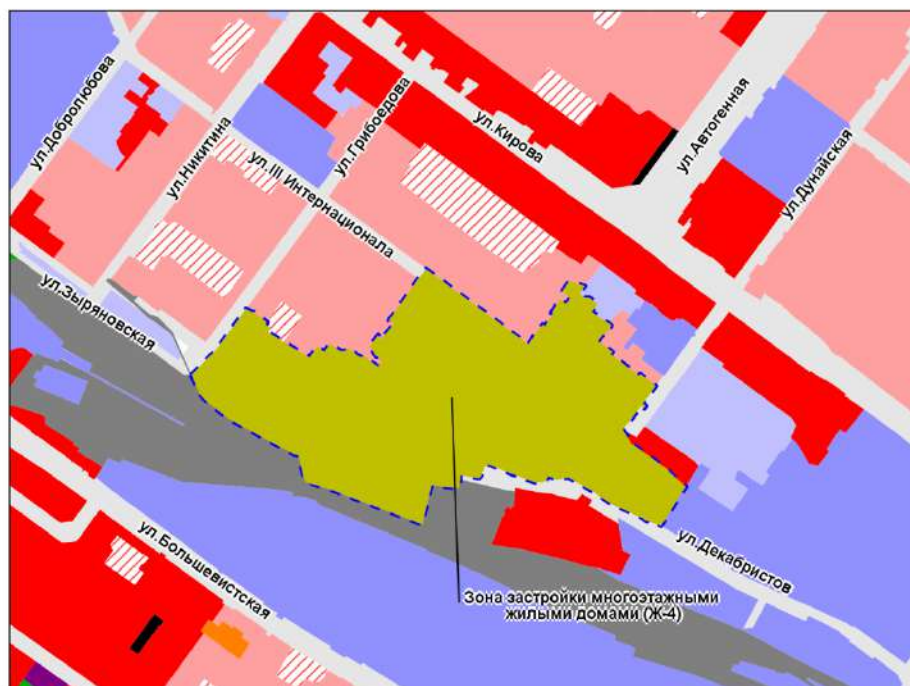 ул.Добролюбова
ул.Никитина
ул.Грибоедова
ул.Кирова
ул.Автогенная
ул.Дунайская
ул.III Интернационала
ул.Зыряновская
ул.Большевистская
ул.Декабристов
Зона застройки многоэтажными
жилыми домами (Ж-4)